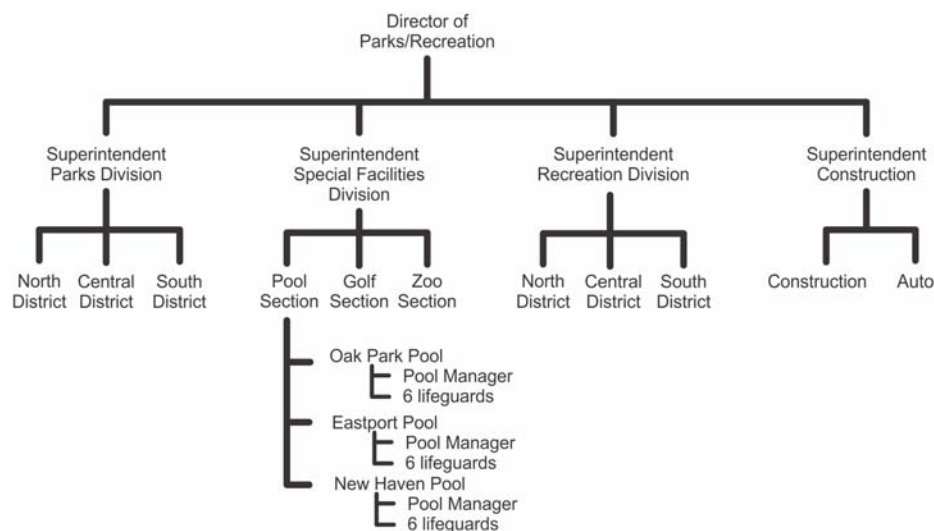 Director of
Parks/Recreation
Superintendent
Parks Division
Superintendent
Special Facilities
Division
Superintendent
Recreation Division
Superintendent
Construction
North
District
Central
District
South
District
Pool
Section
Golf
Section
Zoo
Section
North
District
Central
District
South
District
Construction
Auto
Oak Park Pool
Pool Manager
6 lifeguards
Eastport Pool
Pool Manager
6 lifeguards
New Haven Pool
Pool Manager
6 lifeguards